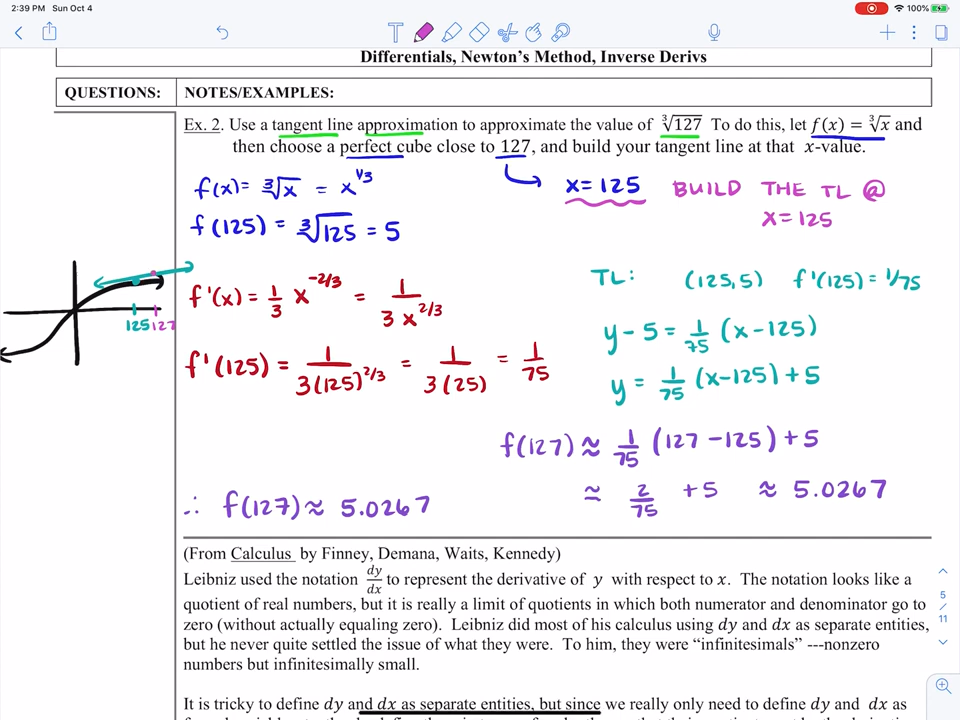 2:39 PM Sun Oct 4
100%
Differentials, Newton's Method, Inverse Derivs
QUESTIONS: NOTES/EXAMPLES:
Ex. 2. Use a tangent line approximation to approximate the value of ∛127 To do this, let f(x) = ∛x and
then choose a perfect cube close to 127, and build your tangent line at that x-value.
f(x) = ∛x = x^1/3
x = 125 BUILD THE TL @
x = 125
f(125) = ∛125 = 5
TL: (125,5) f'(125) = 1/75
f'(x) = 1/3 x^-2/3 = 1/(3x^2/3)
125 127
y - 5 = 1/75 (x - 125)
f'(125) = 1/(3(125)^2/3) = 1/(3(25)) = 1/75
y = 1/75 (x - 125) + 5
f(127) ≈ 1/75 (127 - 125) + 5
≈ 2/75 + 5 ≈ 5.0267
∴ f(127) ≈ 5.0267
(From Calculus by Finney, Demana, Waits, Kennedy)
Leibniz used the notation dy/dx to represent the derivative of y with respect to x. The notation looks like a
quotient of real numbers, but it is really a limit of quotients in which both numerator and denominator go to
zero (without actually equaling zero). Leibniz did most of his calculus using dy and dx as separate entities,
but he never quite settled the issue of what they were. To him, they were "infinitesimals" ---nonzero
numbers but infinitesimally small.
It is tricky to define dy and dx as separate entities, but since we really only need to define dy and dx as
5
/
11